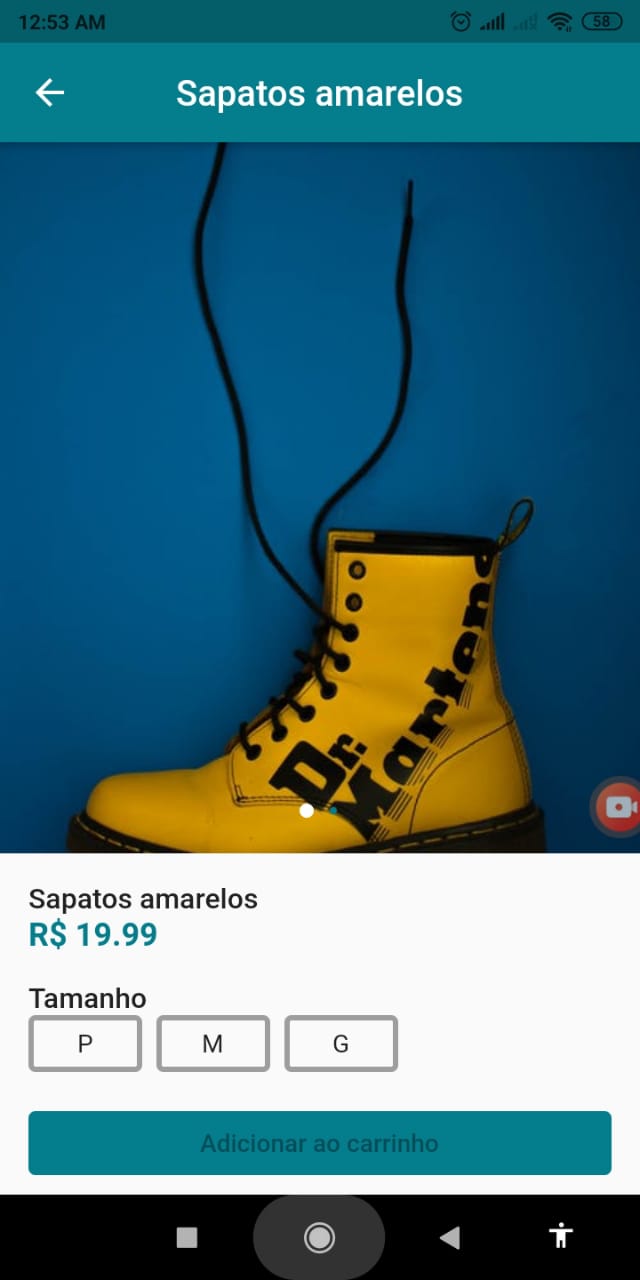 12:53 AM
58
Sapatos amarelos
Dr.
Martens
Sapatos amarelos
R$ 19.99
Tamanho
P
M
G
Adicionar ao carrinho